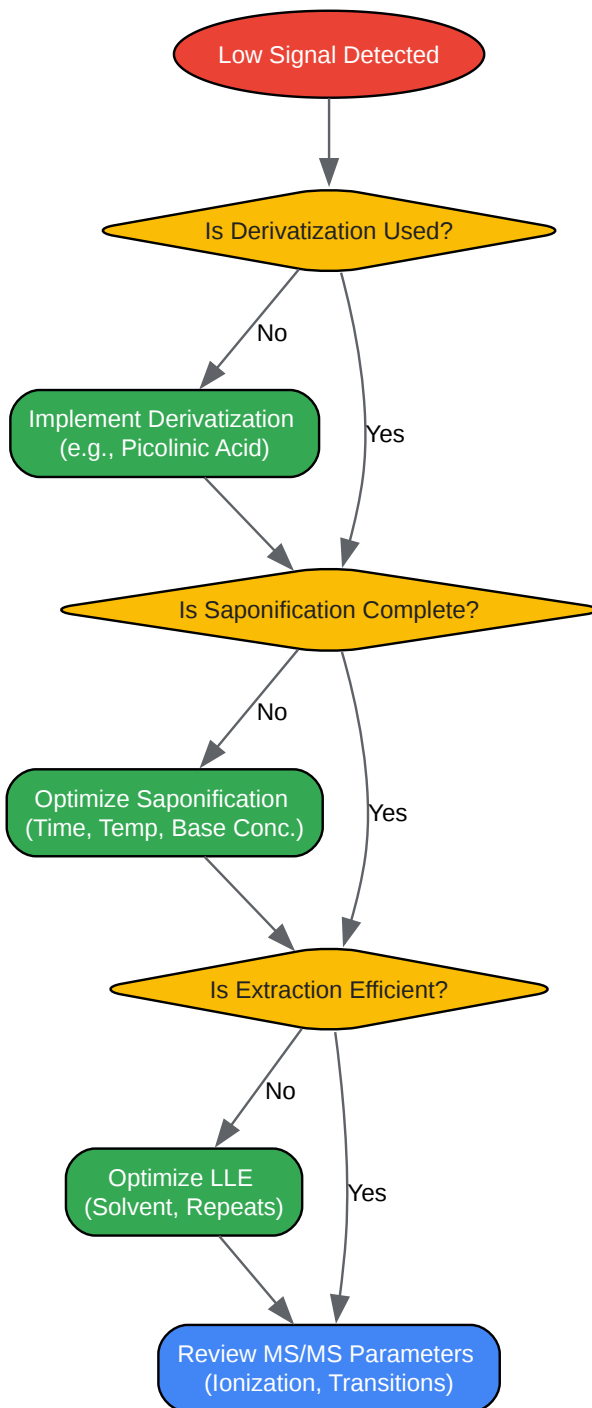 Low Signal Detected
Is Derivatization Used?
No
Implement Derivatization
(e.g., Picolinic Acid)
Yes
Is Saponification Complete?
No
Optimize Saponification
(Time, Temp, Base Conc.)
Yes
Is Extraction Efficient?
No
Optimize LLE
(Solvent, Repeats)
Yes
Review MS/MS Parameters
(Ionization, Transitions)